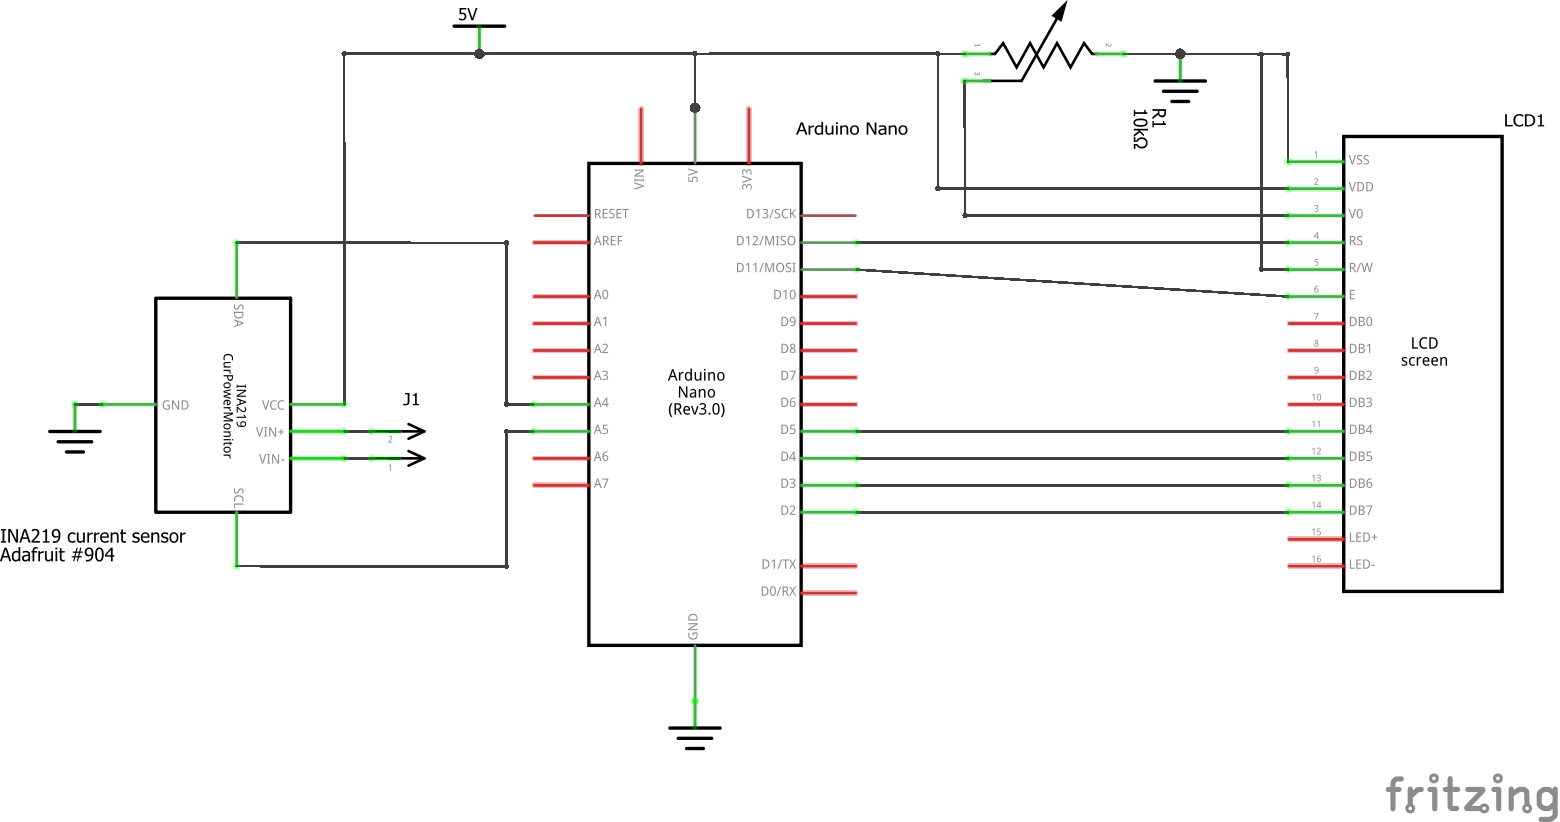 5V
1
2
3
R1
10kΩ
Arduino Nano
LCD1
VIN
5V
3V3
RESET
AREF
A0
A1
A2
A3
A4
A5
A6
A7
D13/SCK
D12/MISO
D11/MOSI
D10
D9
D8
D7
D6
D5
D4
D3
D2
D1/TX
D0/RX
GND
Arduino
Nano
(Rev3.0)
1 VSS
2 VDD
3 V0
4 RS
5 R/W
6 E
7 DB0
8 DB1
9 DB2
10 DB3
11 DB4
12 DB5
13 DB6
14 DB7
15 LED+
16 LED-
LCD
screen
SDA
GND
INA219
CurPowerMonitor
VCC
VIN+
VIN-
SCL
J1
2
1
INA219 current sensor
Adafruit #904
fritzing